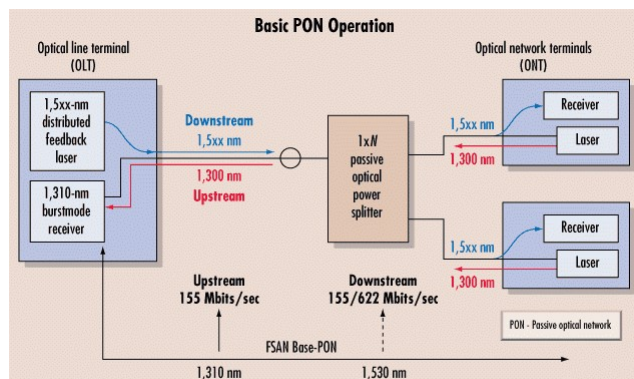 Basic PON Operation
Optical line terminal
(OLT)
1,5xx-nm
distributed
feedback
laser
1,310-nm
burstmode
receiver
Downstream
1,5xx nm
1,300 nm
Upstream
1xN
passive
optical
power
splitter
Optical network terminals
(ONT)
Receiver
Laser
1,5xx nm
1,300 nm
Receiver
Laser
1,5xx nm
1,300 nm
Upstream
155 Mbits/sec
Downstream
155/622 Mbits/sec
PON - Passive optical network
FSAN Base-PON
1,310 nm
1,530 nm